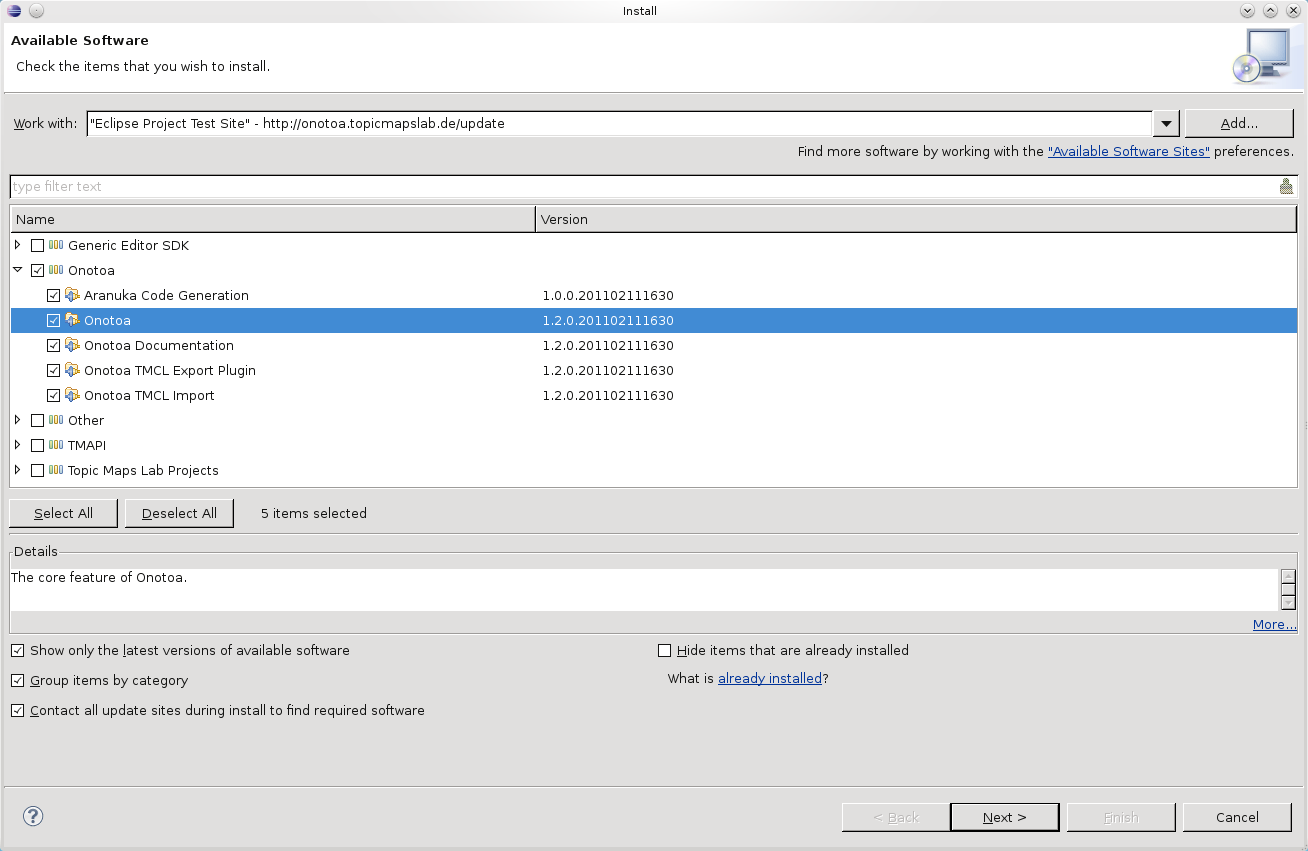 Install
Available Software
Check the items that you wish to install.
Work with: "Eclipse Project Test Site" - http://onotoa.topicmapslab.de/update Add...
Find more software by working with the "Available Software Sites" preferences.
type filter text
Name Version
Generic Editor SDK
Onotoa
Aranuka Code Generation 1.0.0.201102111630
Onotoa 1.2.0.201102111630
Onotoa Documentation 1.2.0.201102111630
Onotoa TMCL Export Plugin 1.2.0.201102111630
Onotoa TMCL Import 1.2.0.201102111630
Other
TMAPI
Topic Maps Lab Projects
Select All Deselect All 5 items selected
Details
The core feature of Onotoa.
More...
Show only the latest versions of available software Hide items that are already installed
Group items by category What is already installed?
Contact all update sites during install to find required software
? < Back Next > Finish Cancel